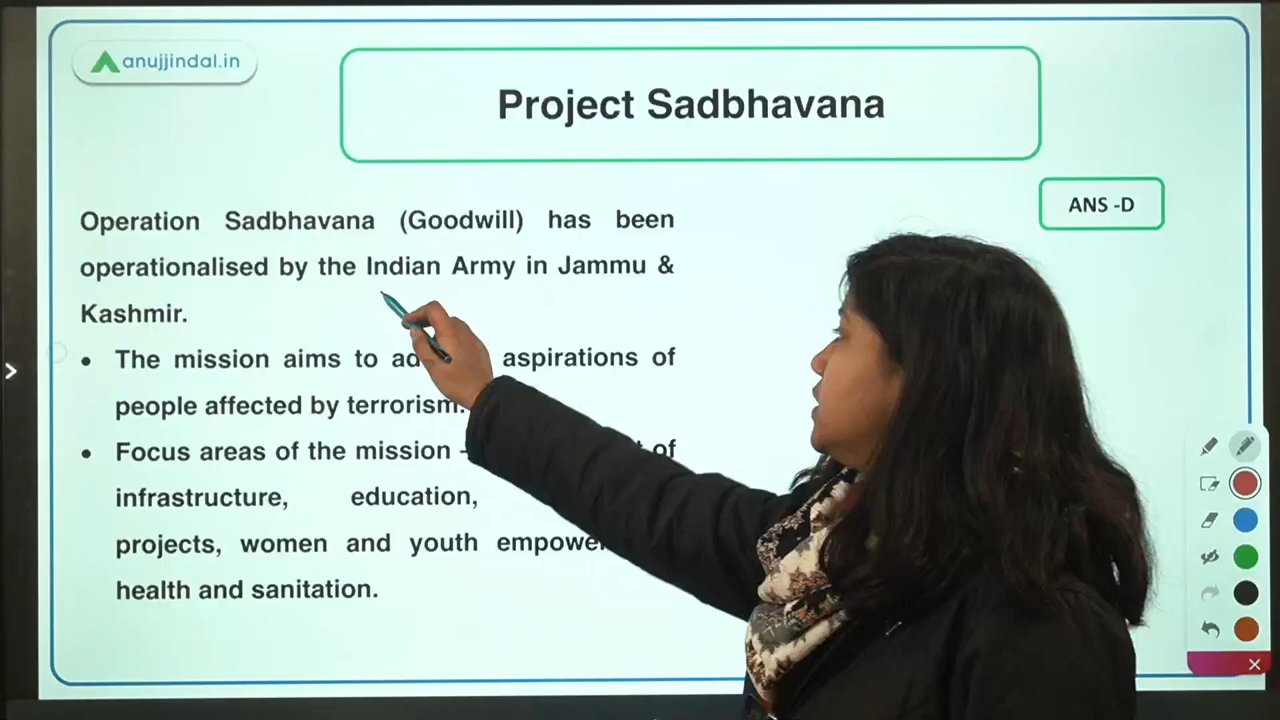 anujjindal.in
Project Sadbhavana
ANS -D
Operation Sadbhavana (Goodwill) has been
operationalised by the Indian Army in Jammu &
Kashmir.
• The mission aims to aspirations of
people affected by terrorism.
• Focus areas of the mission - of
infrastructure, education,
projects, women and youth
health and sanitation.